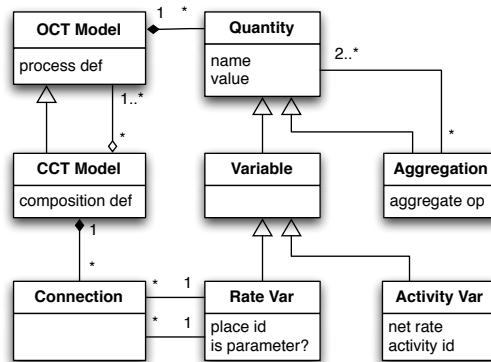 OCT Model
1
*
Quantity
process def
name
value
2..*
1..*
*
*
CCT Model
Variable
Aggregation
composition def
aggregate op
1
*
Connection
*
1
Rate Var
Activity Var
*
1
place id
is parameter?
net rate
activity id